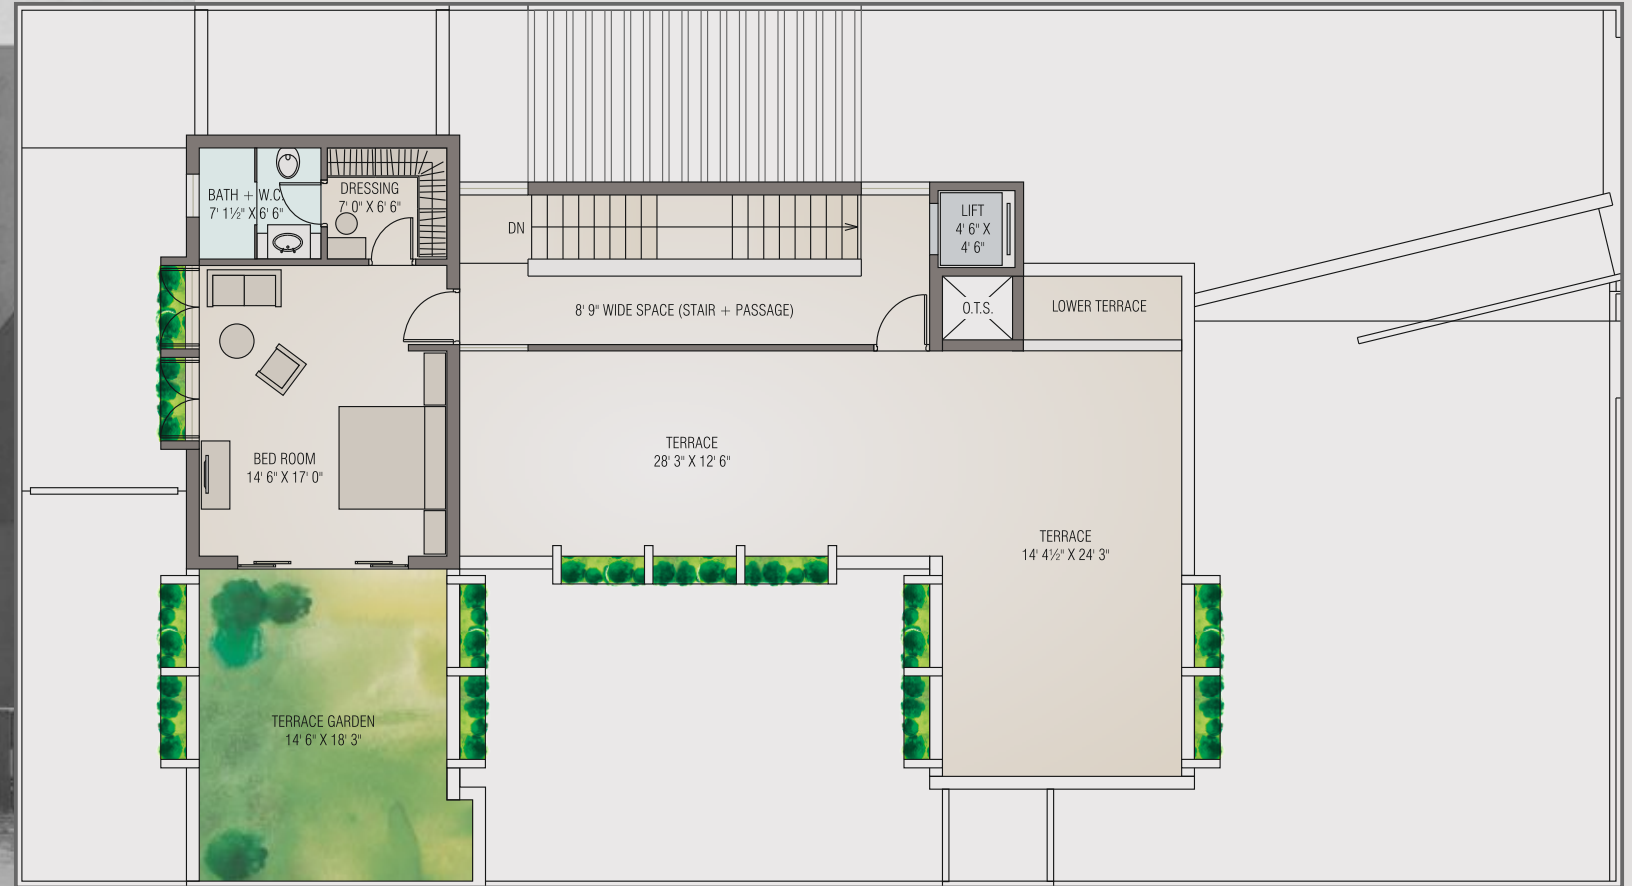 BATH + W.C.
7' 1½" X 6' 6"
DRESSING
7' 0" X 6' 6"
DN
LIFT
4' 6" X
4' 6"
8' 9" WIDE SPACE (STAIR + PASSAGE)
O.T.S.
LOWER TERRACE
BED ROOM
14' 6" X 17' 0"
TERRACE
28' 3" X 12' 6"
TERRACE
14' 4½" X 24' 3"
TERRACE GARDEN
14' 6" X 18' 3"